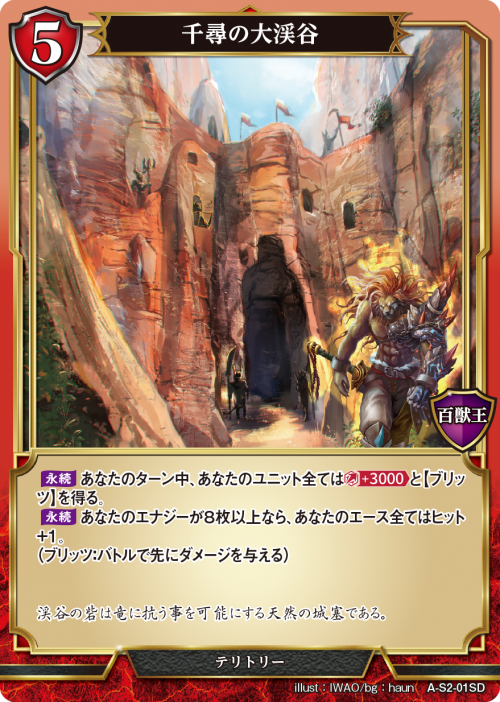 5
千尋の大渓谷
百獣王
永続 あなたのターン中、あなたのユニット全ては+3000と【ブリッ
ツ】を得る。
永続 あなたのエナジーが8枚以上なら、あなたのエース全てはヒット
+1。
(ブリッツ:バトルで先にダメージを与える)
渓谷の砦は竜に抗う事を可能にする天然の城塞である。
テリトリー
illust：IWAO/bg：haun A-S2-01SD